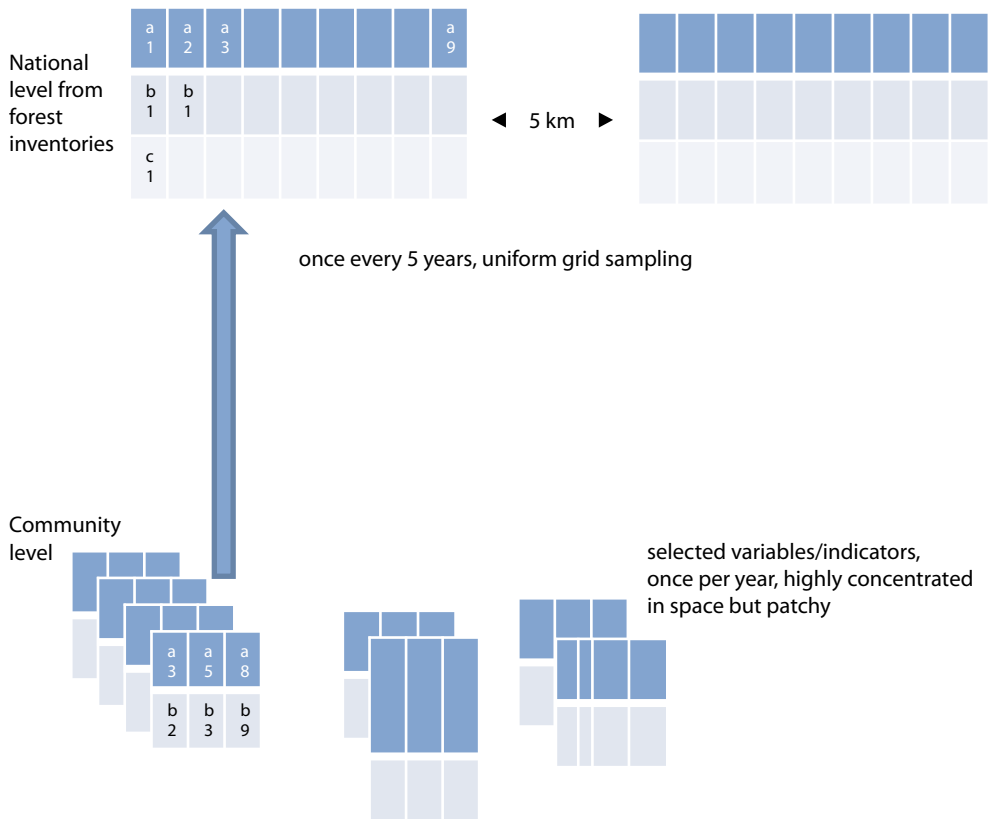 National
level from
forest
inventories
a a a a
1 2 3 9
b b
1 1
c
1
◄ 5 km ►
once every 5 years, uniform grid sampling
Community
level
a a a
3 5 8
b b b
2 3 9
selected variables/indicators,
once per year, highly concentrated
in space but patchy